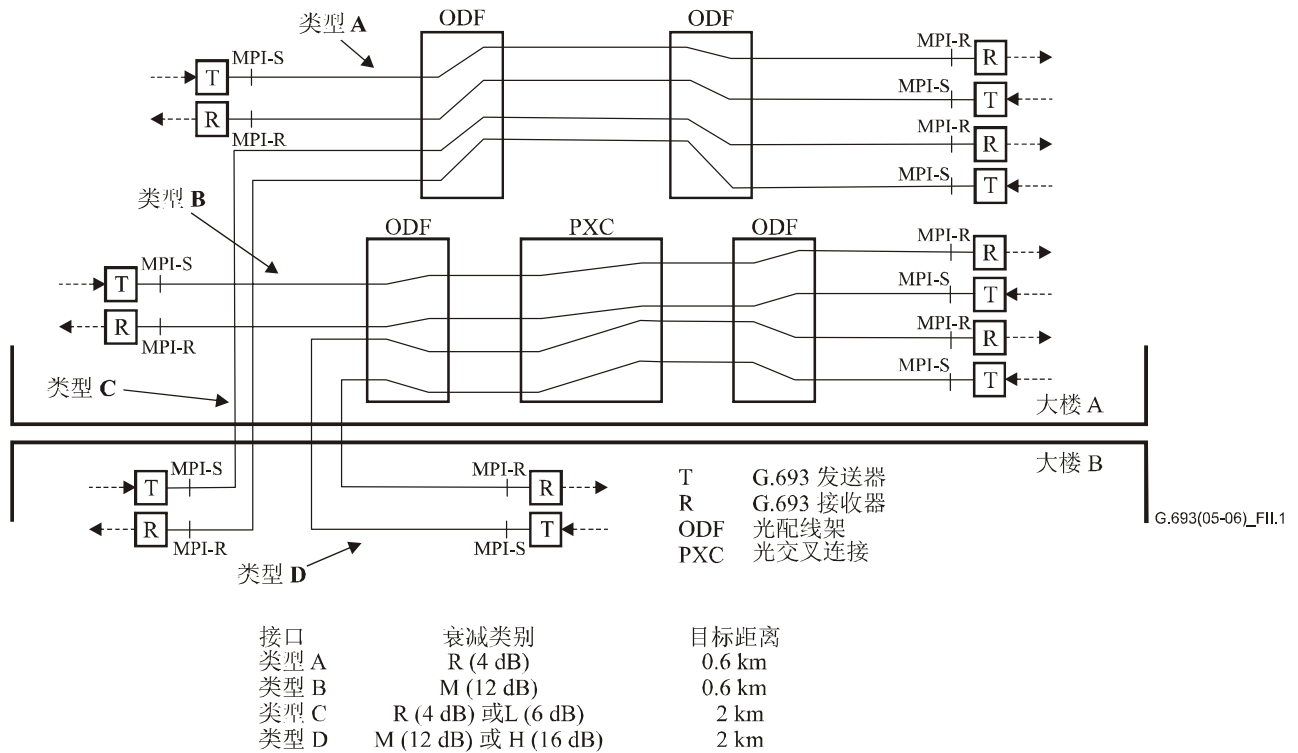 类型 A
ODF
ODF
MPI-S
T
R
MPI-R
MPI-R
R
MPI-S
T
MPI-R
R
MPI-S
T
类型 B
ODF
PXC
ODF
MPI-S
T
R
MPI-R
MPI-R
R
MPI-S
T
MPI-R
R
MPI-S
T
类型 C
大楼 A
大楼 B
MPI-S
T
R
MPI-R
MPI-R
R
T
MPI-S
类型 D
T G.693 发送器
R G.693 接收器
ODF 光配线架
PXC 光交叉连接
G.693(05-06)_FII.1
接口 衰减类别 目标距离
类型 A R (4 dB) 0.6 km
类型 B M (12 dB) 0.6 km
类型 C R (4 dB) 或L (6 dB) 2 km
类型 D M (12 dB) 或 H (16 dB) 2 km